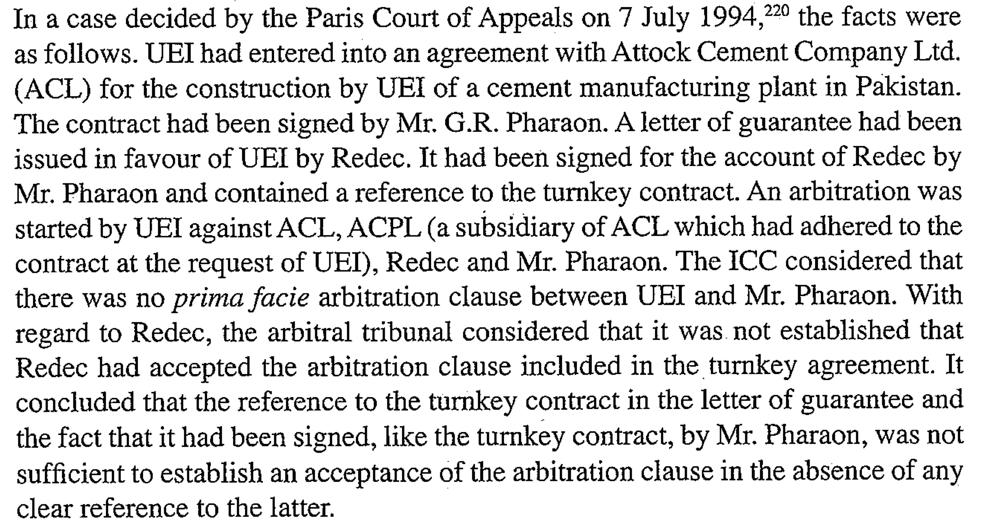 In a case decided by the Paris Court of Appeals on 7 July 1994,220 the facts were
as follows. UEI had entered into an agreement with Attock Cement Company Ltd.
(ACL) for the construction by UEI of a cement manufacturing plant in Pakistan.
The contract had been signed by Mr. G.R. Pharaon. A letter of guarantee had been
issued in favour of UEI by Redec. It had been signed for the account of Redec by
Mr. Pharaon and contained a reference to the turnkey contract. An arbitration was
started by UEI against ACL, ACPL (a subsidiary of ACL which had adhered to the
contract at the request of UEI), Redec and Mr. Pharaon. The ICC considered that
there was no prima facie arbitration clause between UEI and Mr. Pharaon. With
regard to Redec, the arbitral tribunal considered that it was not established that
Redec had accepted the arbitration clause included in the turnkey agreement. It
concluded that the reference to the turnkey contract in the letter of guarantee and
the fact that it had been signed, like the turnkey contract, by Mr. Pharaon, was not
sufficient to establish an acceptance of the arbitration clause in the absence of any
clear reference to the latter.